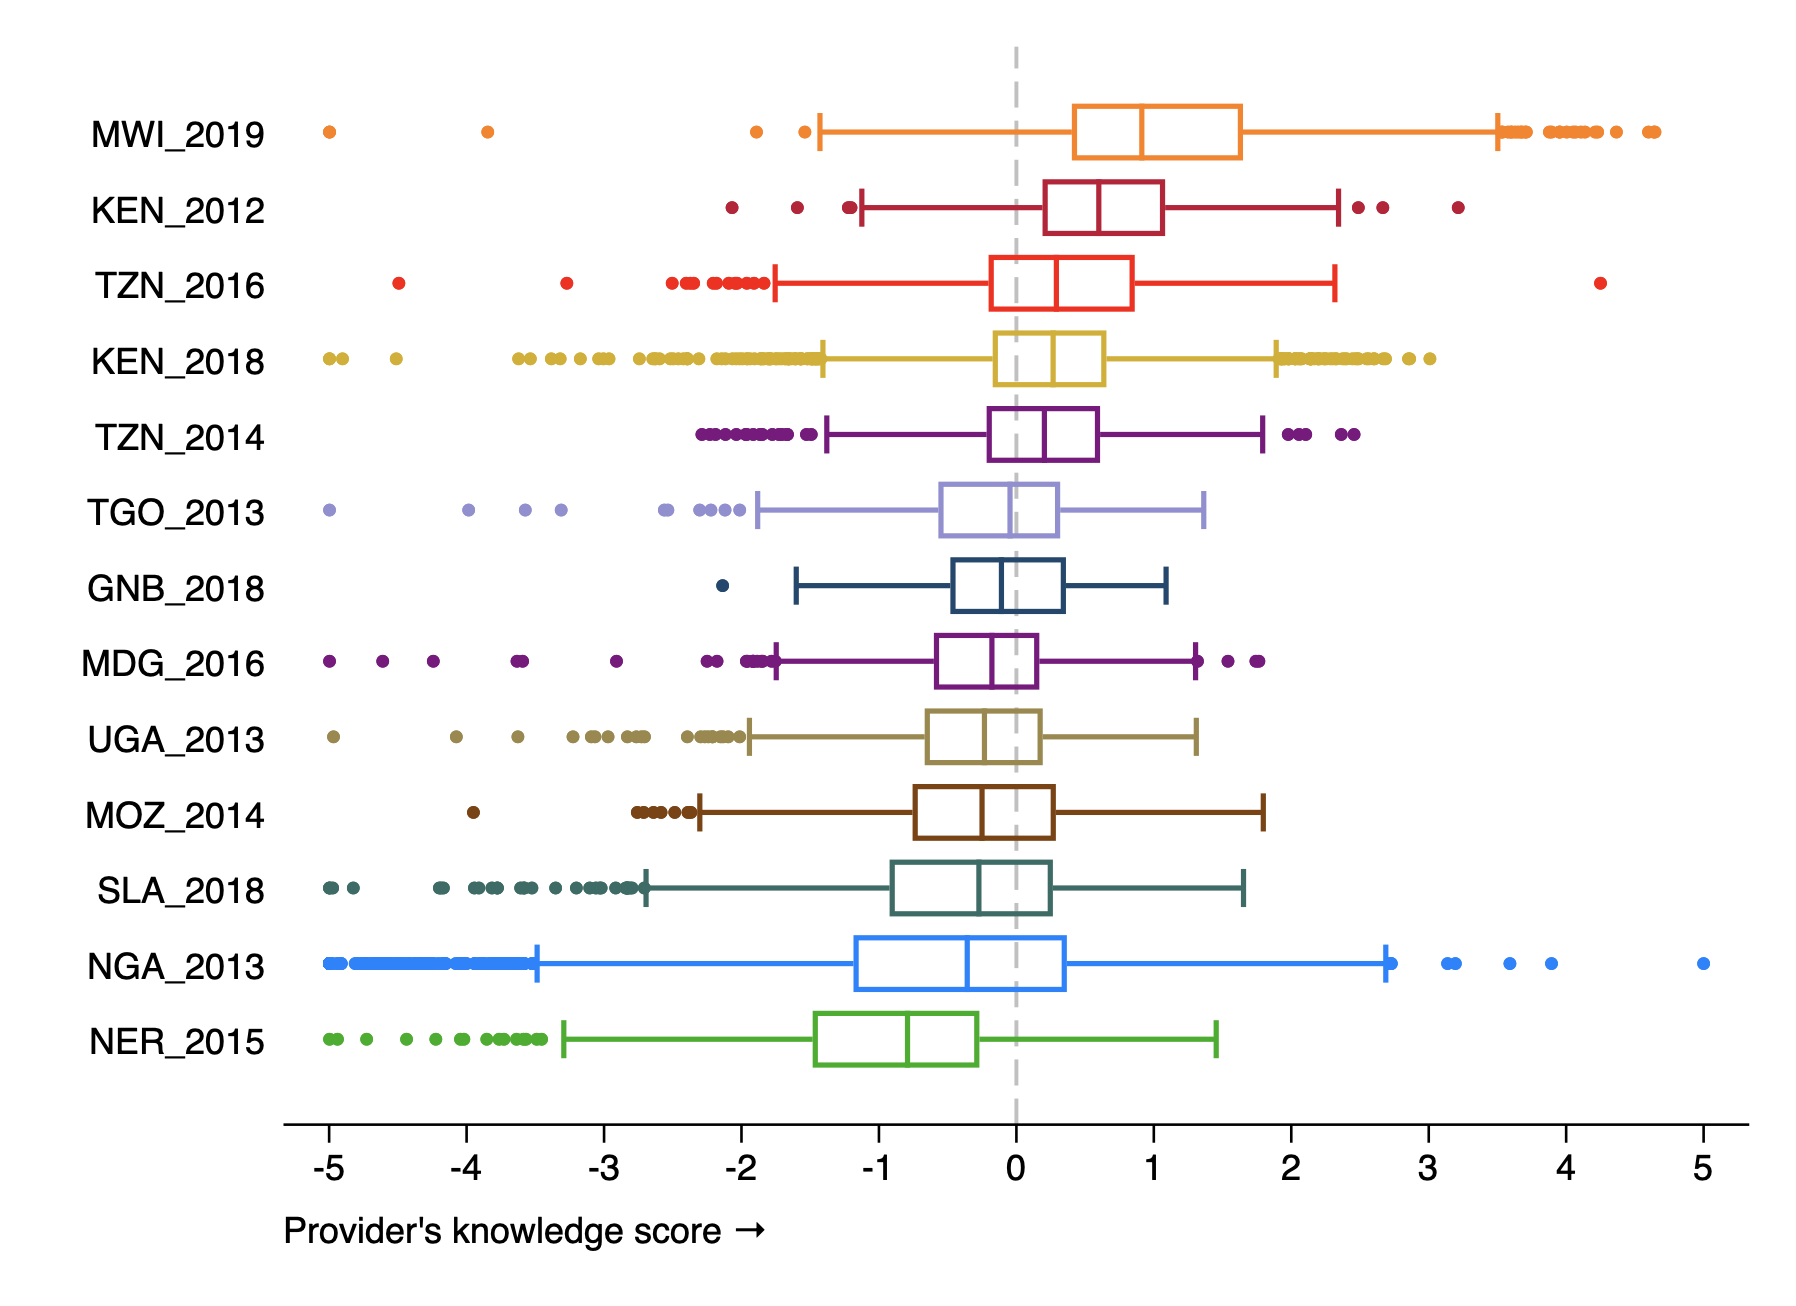 MWI_2019
KEN_2012
TZN_2016
KEN_2018
TZN_2014
TGO_2013
GNB_2018
MDG_2016
UGA_2013
MOZ_2014
SLA_2018
NGA_2013
NER_2015
-5 -4 -3 -2 -1 0 1 2 3 4 5
Provider's knowledge score →